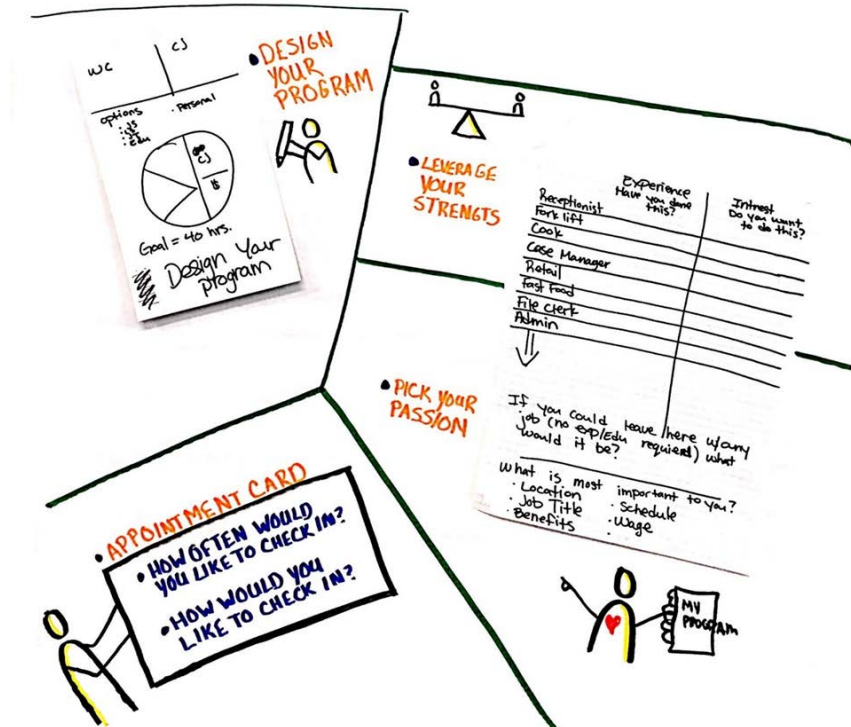 WC
CJ
options
• personal
• JS
• Edu
CJ
Goal = 40 hrs.
Design Your
program
• DESIGN
YOUR
PROGRAM
• LEVERAGE
YOUR
STRENGTS
Experience
Have you done
this?
Intrest
Do you want
to do this?
Receptionist
Fork lift
Cook
Case Manager
Retail
Fast Food
File Clerk
Admin
• PICK YOUR
PASSION
If you could leave here w/any
job (no exp/Edu required) what
would it be?
What is most important to you?
• Location
• Schedule
• Job Title
• Wage
• Benefits
MY
PROGRAM
• APPOINTMENT CARD
• HOW OFTEN WOULD
YOU LIKE TO CHECK IN?
• HOW WOULD YOU
LIKE TO CHECK IN?